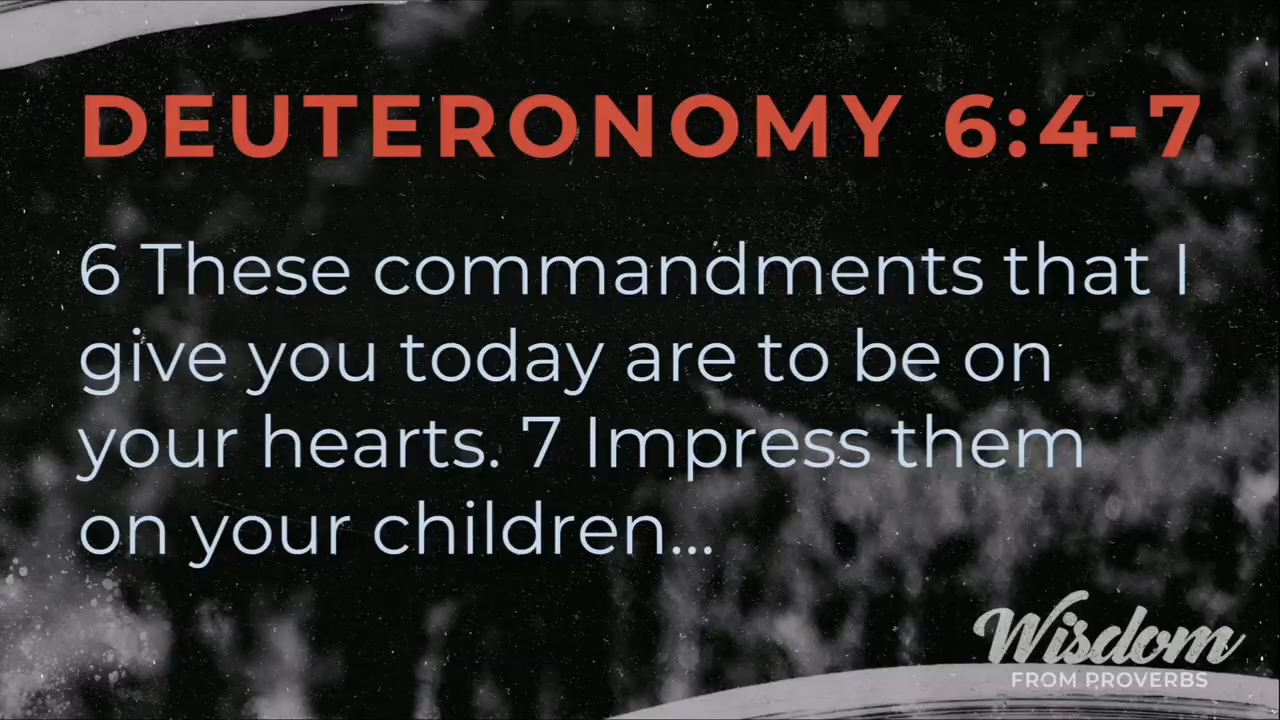 DEUTERONOMY 6:4-7
6 These commandments that I
give you today are to be on
your hearts. 7 Impress them
on your children...
Wisdom
FROM PROVERBS